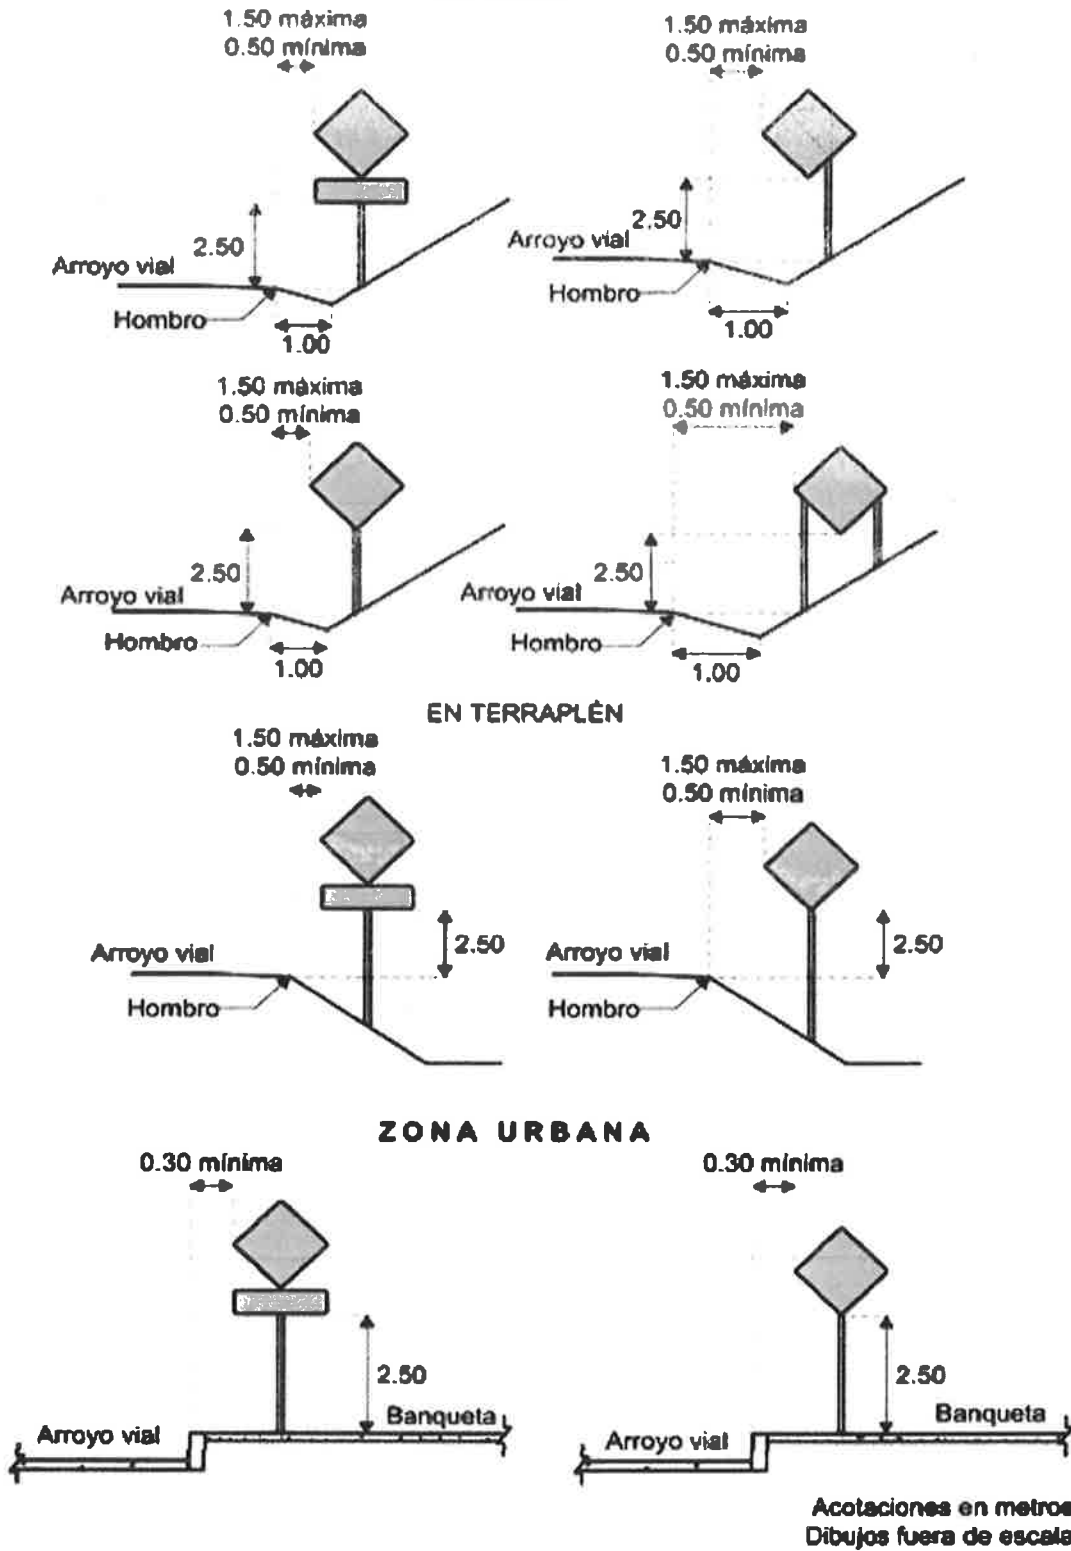 1.50 máxima
0.50 mínima
2.50
Arroyo vial
Hombro
1.00
1.50 máxima
0.50 mínima
2.50
Arroyo vial
Hombro
1.00
1.50 máxima
0.50 mínima
2.50
Arroyo vial
Hombro
1.00
1.50 máxima
0.50 mínima
2.50
Arroyo vial
Hombro
1.00
EN TERRAPLÉN
1.50 máxima
0.50 mínima
2.50
Arroyo vial
Hombro
1.50 máxima
0.50 mínima
2.50
Arroyo vial
Hombro
ZONA URBANA
0.30 mínima
2.50
Banqueta
Arroyo vial
0.30 mínima
2.50
Banqueta
Arroyo vial
Acotaciones en metros
Dibujos fuera de escala